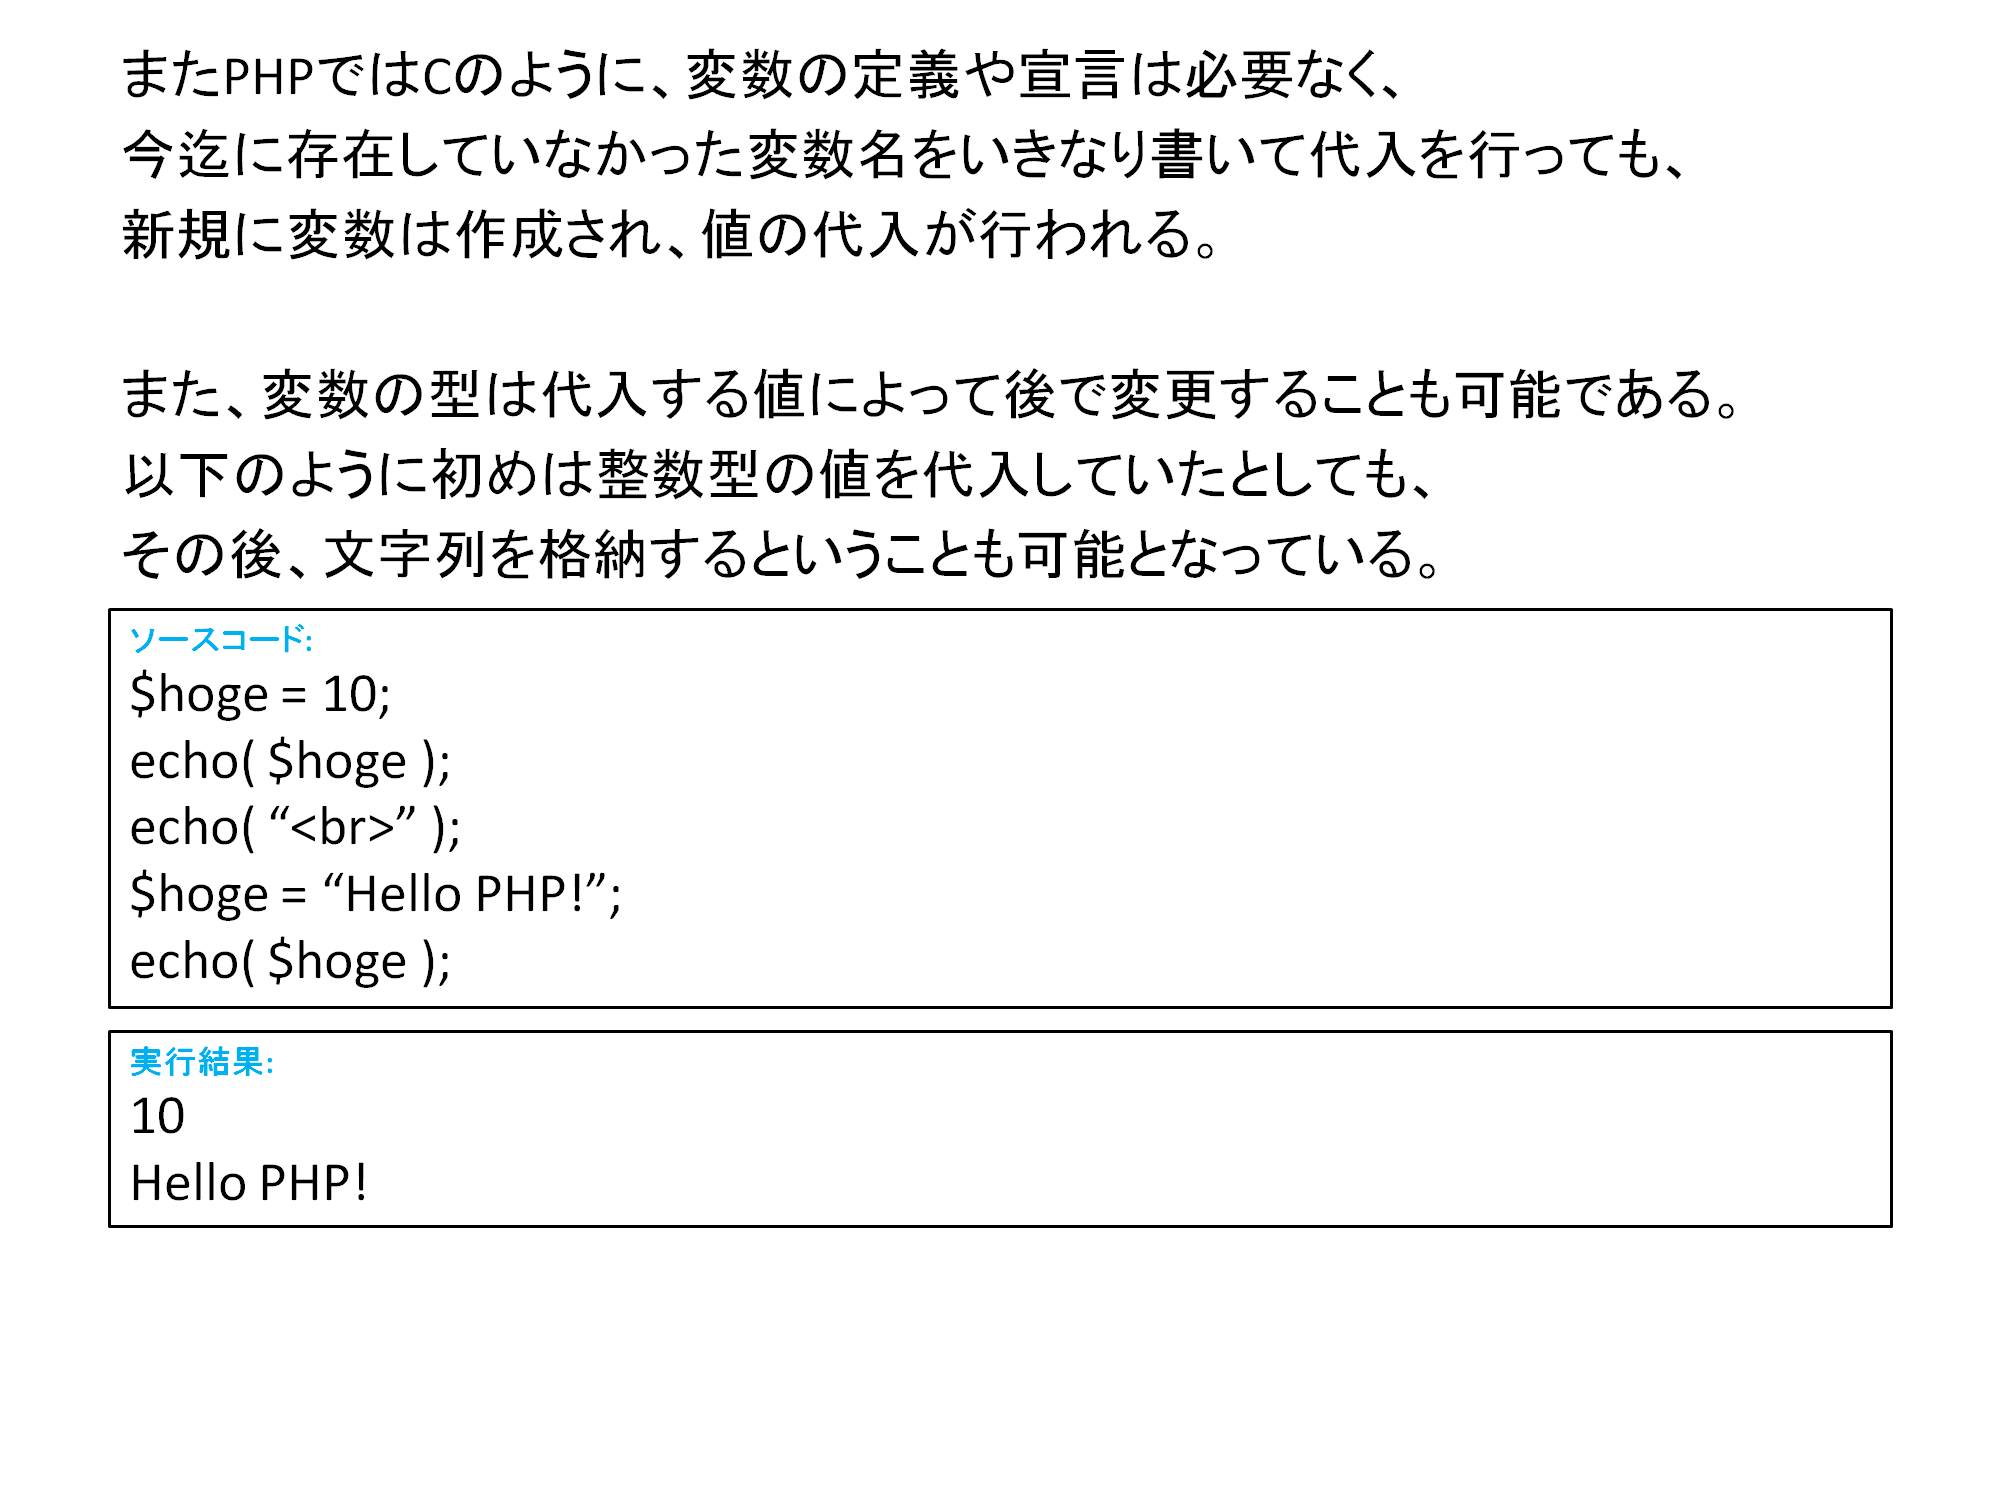 またPHPではCのように、変数の定義や宣言は必要なく、
今迄に存在していなかった変数名をいきなり書いて代入を行っても、
新規に変数は作成され、値の代入が行われる。
また、変数の型は代入する値によって後で変更することも可能である。
以下のように初めは整数型の値を代入していたとしても、
その後、文字列を格納するということも可能となっている。
ソースコード:
$hoge = 10;
echo( $hoge );
echo( “<br>” );
$hoge = “Hello PHP!”;
echo( $hoge );
実行結果:
10
Hello PHP!